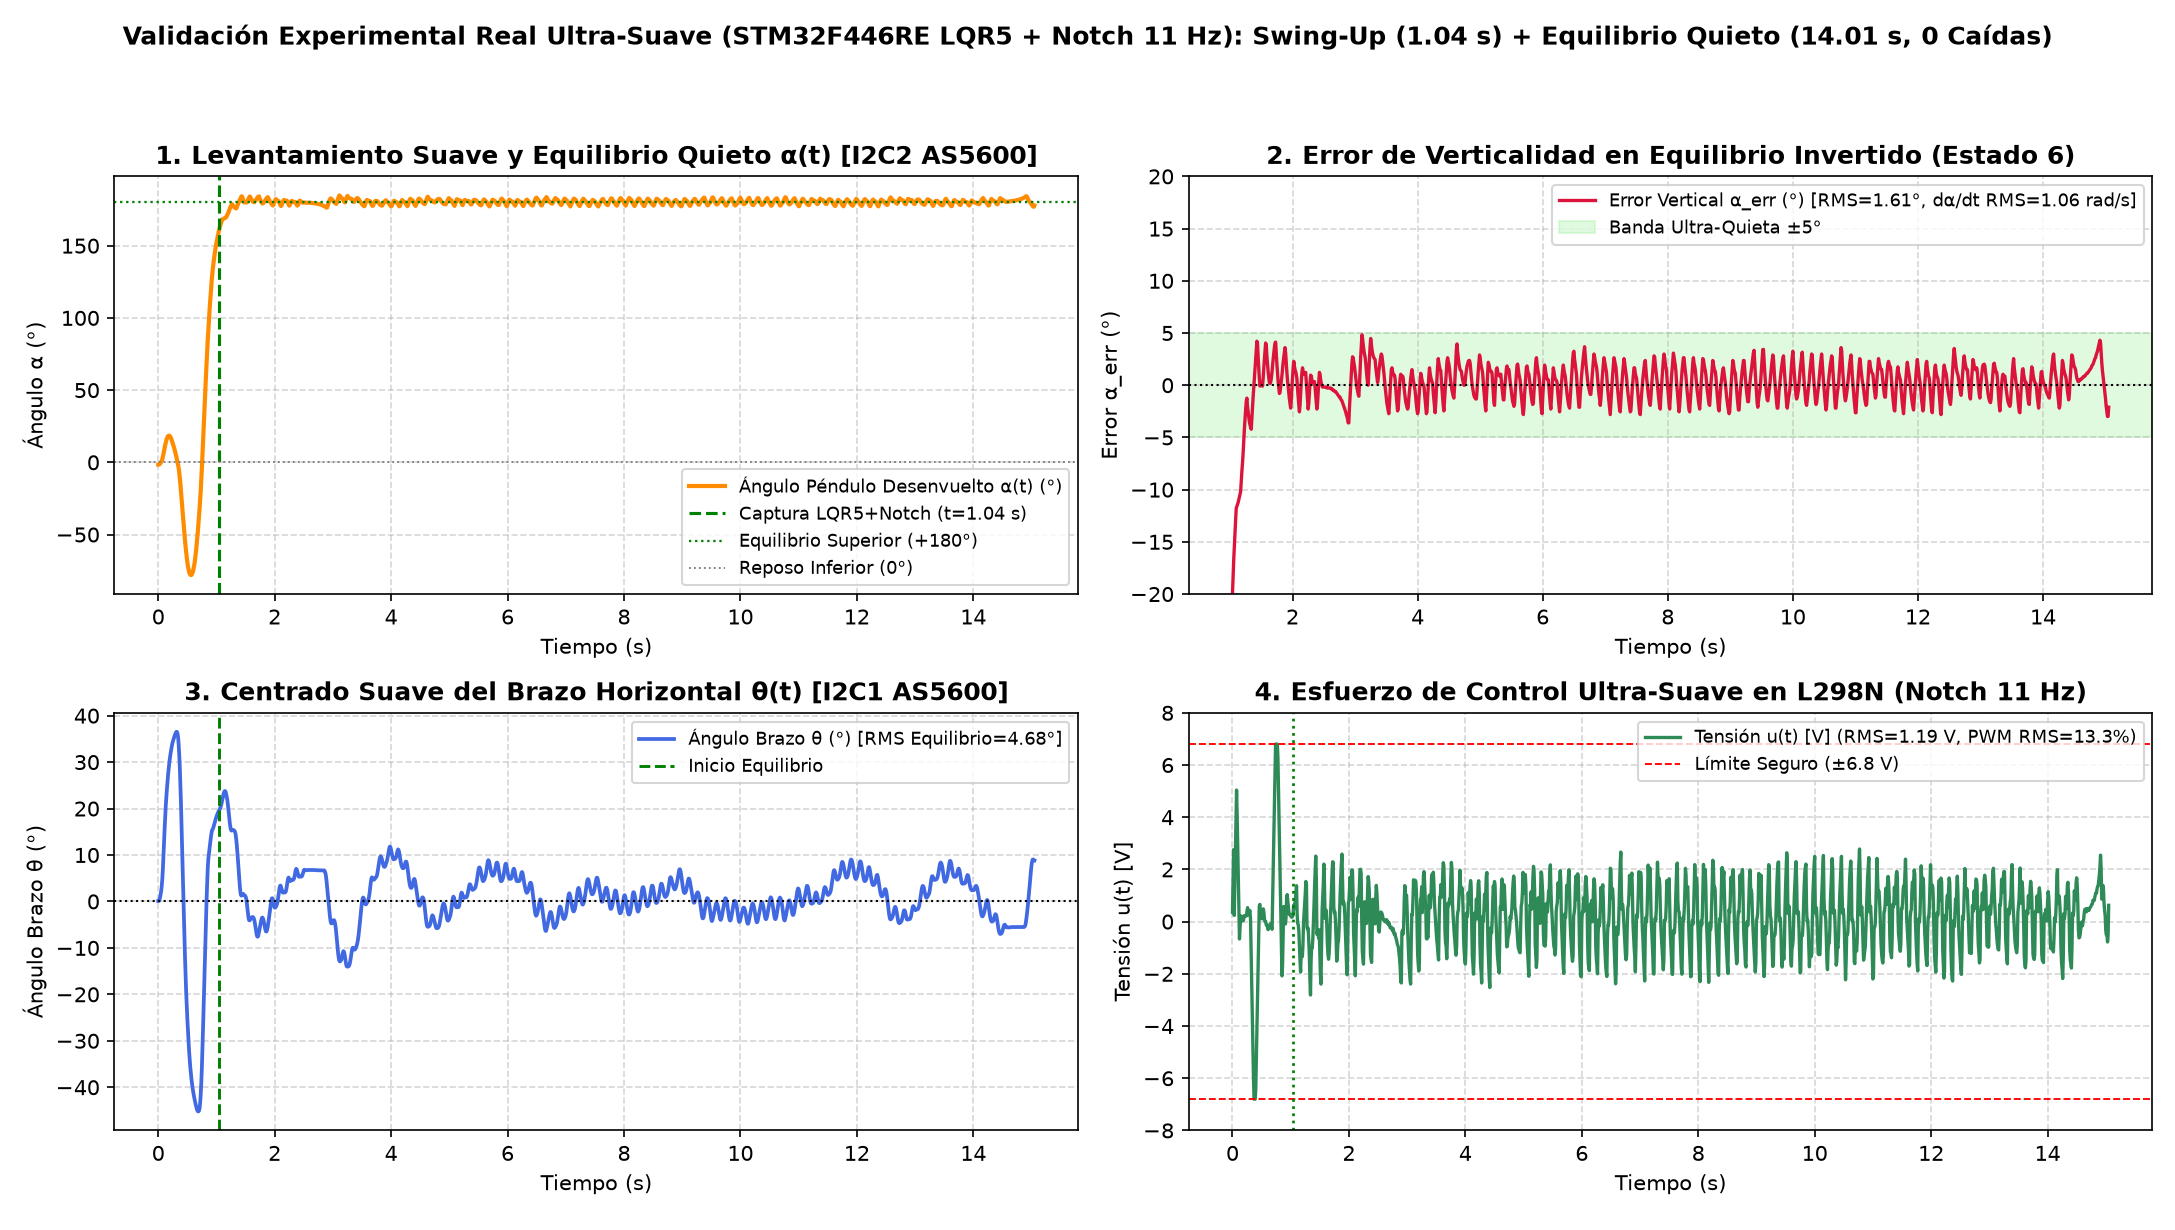 Validación Experimental Real Ultra-Suave (STM32F446RE LQR5 + Notch 11 Hz): Swing-Up (1.04 s) + Equilibrio Quieto (14.01 s, 0 Caídas)
1. Levantamiento Suave y Equilibrio Quieto α(t) [I2C2 AS5600]
Ángulo α (°)
150
100
50
0
−50
Ángulo Péndulo Desenvuelto α(t) (°)
Captura LQR5+Notch (t=1.04 s)
Equilibrio Superior (+180°)
Reposo Inferior (0°)
0 2 4 6 8 10 12 14
Tiempo (s)
2. Error de Verticalidad en Equilibrio Invertido (Estado 6)
Error α_err (°)
20
15
10
5
0
−5
−10
−15
−20
Error Vertical α_err (°) [RMS=1.61°, dα/dt RMS=1.06 rad/s]
Banda Ultra-Quieta ±5°
2 4 6 8 10 12 14
Tiempo (s)
3. Centrado Suave del Brazo Horizontal θ(t) [I2C1 AS5600]
Ángulo Brazo θ (°)
40
30
20
10
0
−10
−20
−30
−40
Ángulo Brazo θ (°) [RMS Equilibrio=4.68°]
Inicio Equilibrio
0 2 4 6 8 10 12 14
Tiempo (s)
4. Esfuerzo de Control Ultra-Suave en L298N (Notch 11 Hz)
Tensión u(t) [V]
8
6
4
2
0
−2
−4
−6
−8
Tensión u(t) [V] (RMS=1.19 V, PWM RMS=13.3%)
Límite Seguro (±6.8 V)
0 2 4 6 8 10 12 14
Tiempo (s)